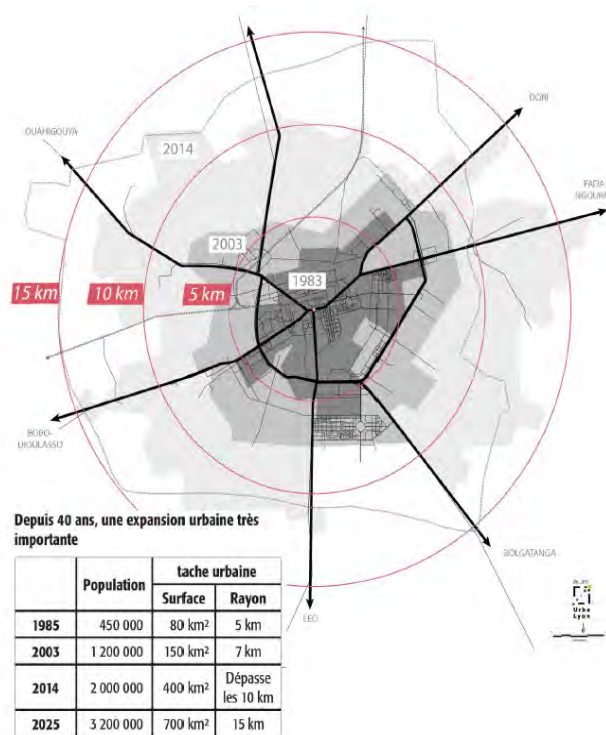 DORI
OUAHIGOUYA
2014
FADA
NGOURMA
2003
1983
15 km
10 km
5 km
BOBO-
DIOULASSO
Depuis 40 ans, une expansion urbaine très
importante
BOLGATANGA
LEO
Urba
Lyon
Population
tache urbaine
Surface
Rayon
1985
450 000
80 km²
5 km
2003
1 200 000
150 km²
7 km
2014
2 000 000
400 km²
Dépasse
les 10 km
2025
3 200 000
700 km²
15 km